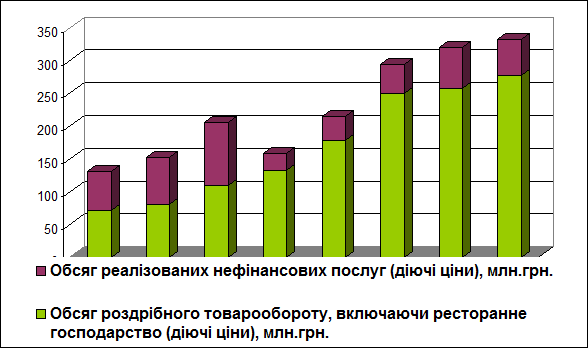 350
300
250
200
150
100
50
-
Обсяг реалізованих нефінансових послуг (діючі ціни), млн.грн.
Обсяг роздрібного товарообороту, включаючи ресторанне
господарство (діючі ціни), млн.грн.